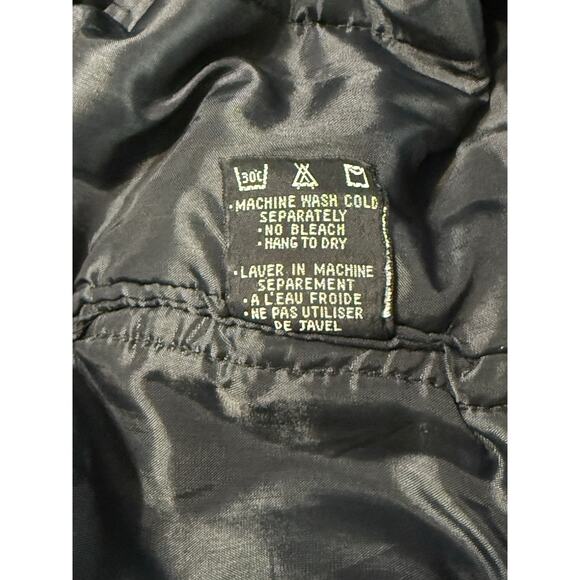 30C
·MACHINE WASH COLD
SEPARATELY
·NO BLEACH
·HANG TO DRY
·LAVER IN MACHINE
SEPAREMENT
·A L'EAU FROIDE
·NE PAS UTILISER
DE JAVEL